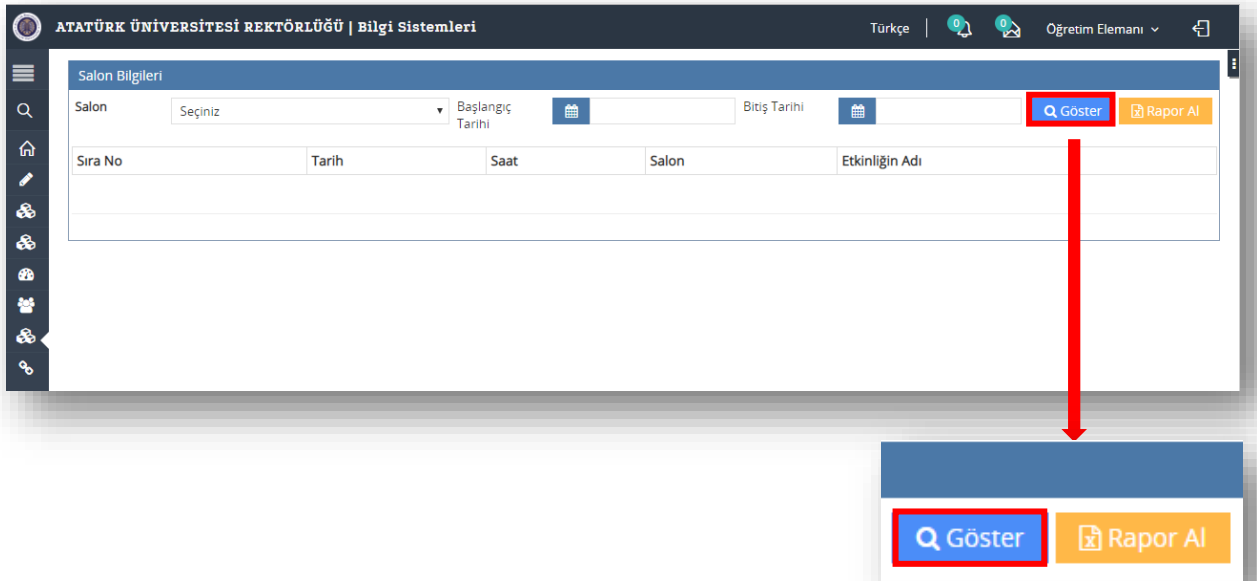 ATATÜRK ÜNİVERSİTESİ REKTÖRLÜĞÜ | Bilgi Sistemleri
Türkçe | 0 0 Öğretim Elemanı
Salon Bilgileri
Salon Seçiniz Başlangıç Tarihi Bitiş Tarihi Göster Rapor Al
Sıra No Tarih Saat Salon Etkinliğin Adı
Göster Rapor Al